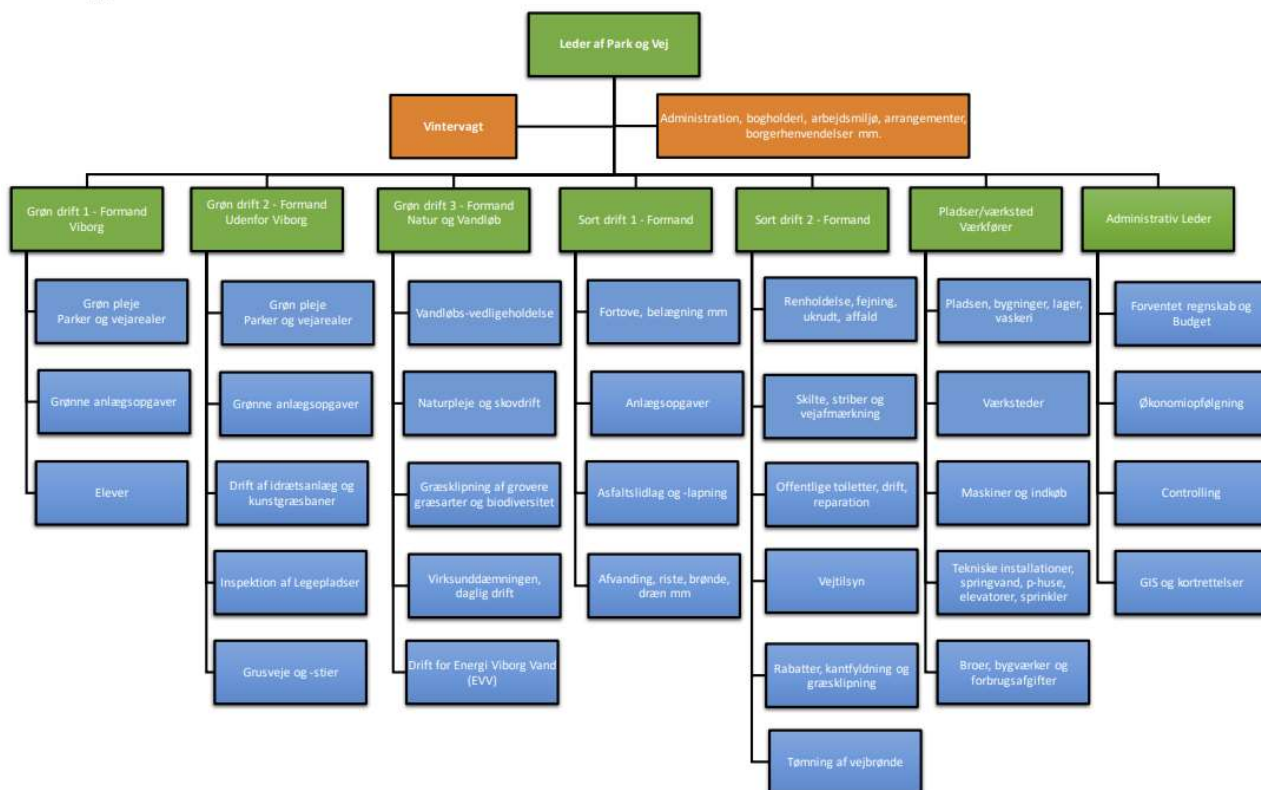 Leder af Park og Vej
Vintervagt
Administration, bogholderi, arbejdsmiljø, arrangementer,
borgerhenvendelser mm.
Grøn drift 1 - Formand
Viborg
Grøn pleje
Parker og vejarealer
Grønne anlægsopgaver
Elever
Grøn drift 2 - Formand
Udenfor Viborg
Grøn pleje
Parker og vejarealer
Grønne anlægsopgaver
Drift af idrætsanlæg og
kunstgræsbaner
Inspektion af Legepladser
Grusveje og -stier
Grøn drift 3 - Formand
Natur og Vandløb
Vandløbs-vedligeholdelse
Naturpleje og skovdrift
Græsklipning af grovere
græsarter og biodiversitet
Virksunddæmningen,
daglig drift
Drift for Energi Viborg Vand
(EVV)
Sort drift 1 - Formand
Fortove, belægning mm
Anlægsopgaver
Asfaltslidlag og -lapning
Afvanding, riste, brønde,
dræn mm
Sort drift 2 - Formand
Renholdelse, fejning,
ukrudt, affald
Skilte, striber og
vejafmærkning
Offentlige toiletter, drift,
reparation
Vejtilsyn
Rabatter, kantfyldning og
græsklipning
Tømning af vejbrønde
Pladser/værksted
Værkfører
Pladsen, bygninger, lager,
vaskeri
Værksteder
Maskiner og indkøb
Tekniske installationer,
springvand, p-huse,
elevatorer, sprinkler
Broer, bygværker og
forbrugsafgifter
Administrativ Leder
Forventet regnskab og
Budget
Økonomiopfølgning
Controlling
GIS og kortrettelser